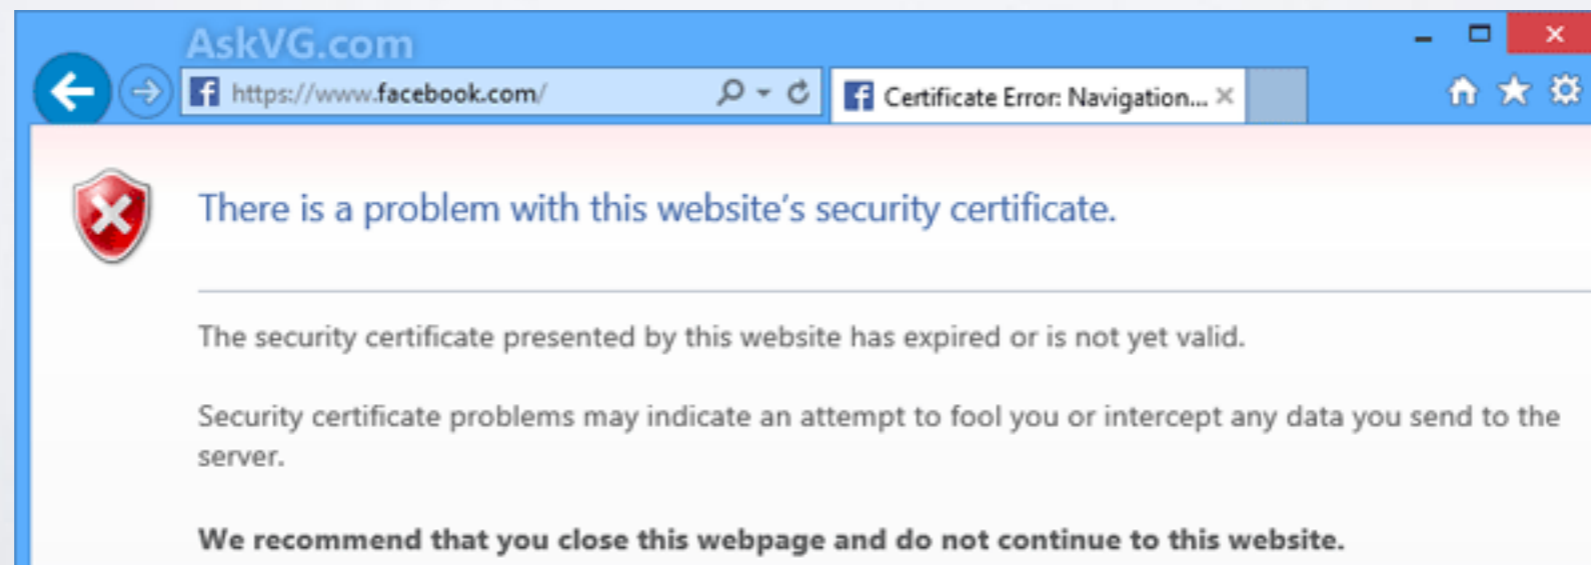 AskVG.com
https://www.facebook.com/
Certificate Error: Navigation...
There is a problem with this website's security certificate.
The security certificate presented by this website has expired or is not yet valid.
Security certificate problems may indicate an attempt to fool you or intercept any data you send to the
server.
We recommend that you close this webpage and do not continue to this website.